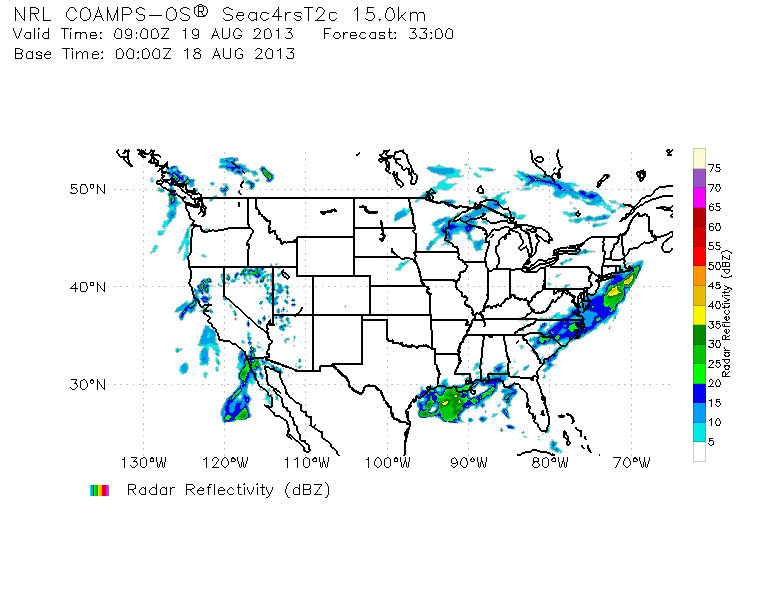 NRL COAMPS-OS® Seac4rsT2c 15.0km
Valid Time: 09:00Z 19 AUG 2013 Forecast: 33:00
Base Time: 00:00Z 18 AUG 2013
50°N
40°N
30°N
130°W 120°W 110°W 100°W 90°W 80°W 70°W
75
70
65
60
55
50
45
40
35
30
25
20
15
10
5
Radar Reflectivity (dBZ)
Radar Reflectivity (dBZ)